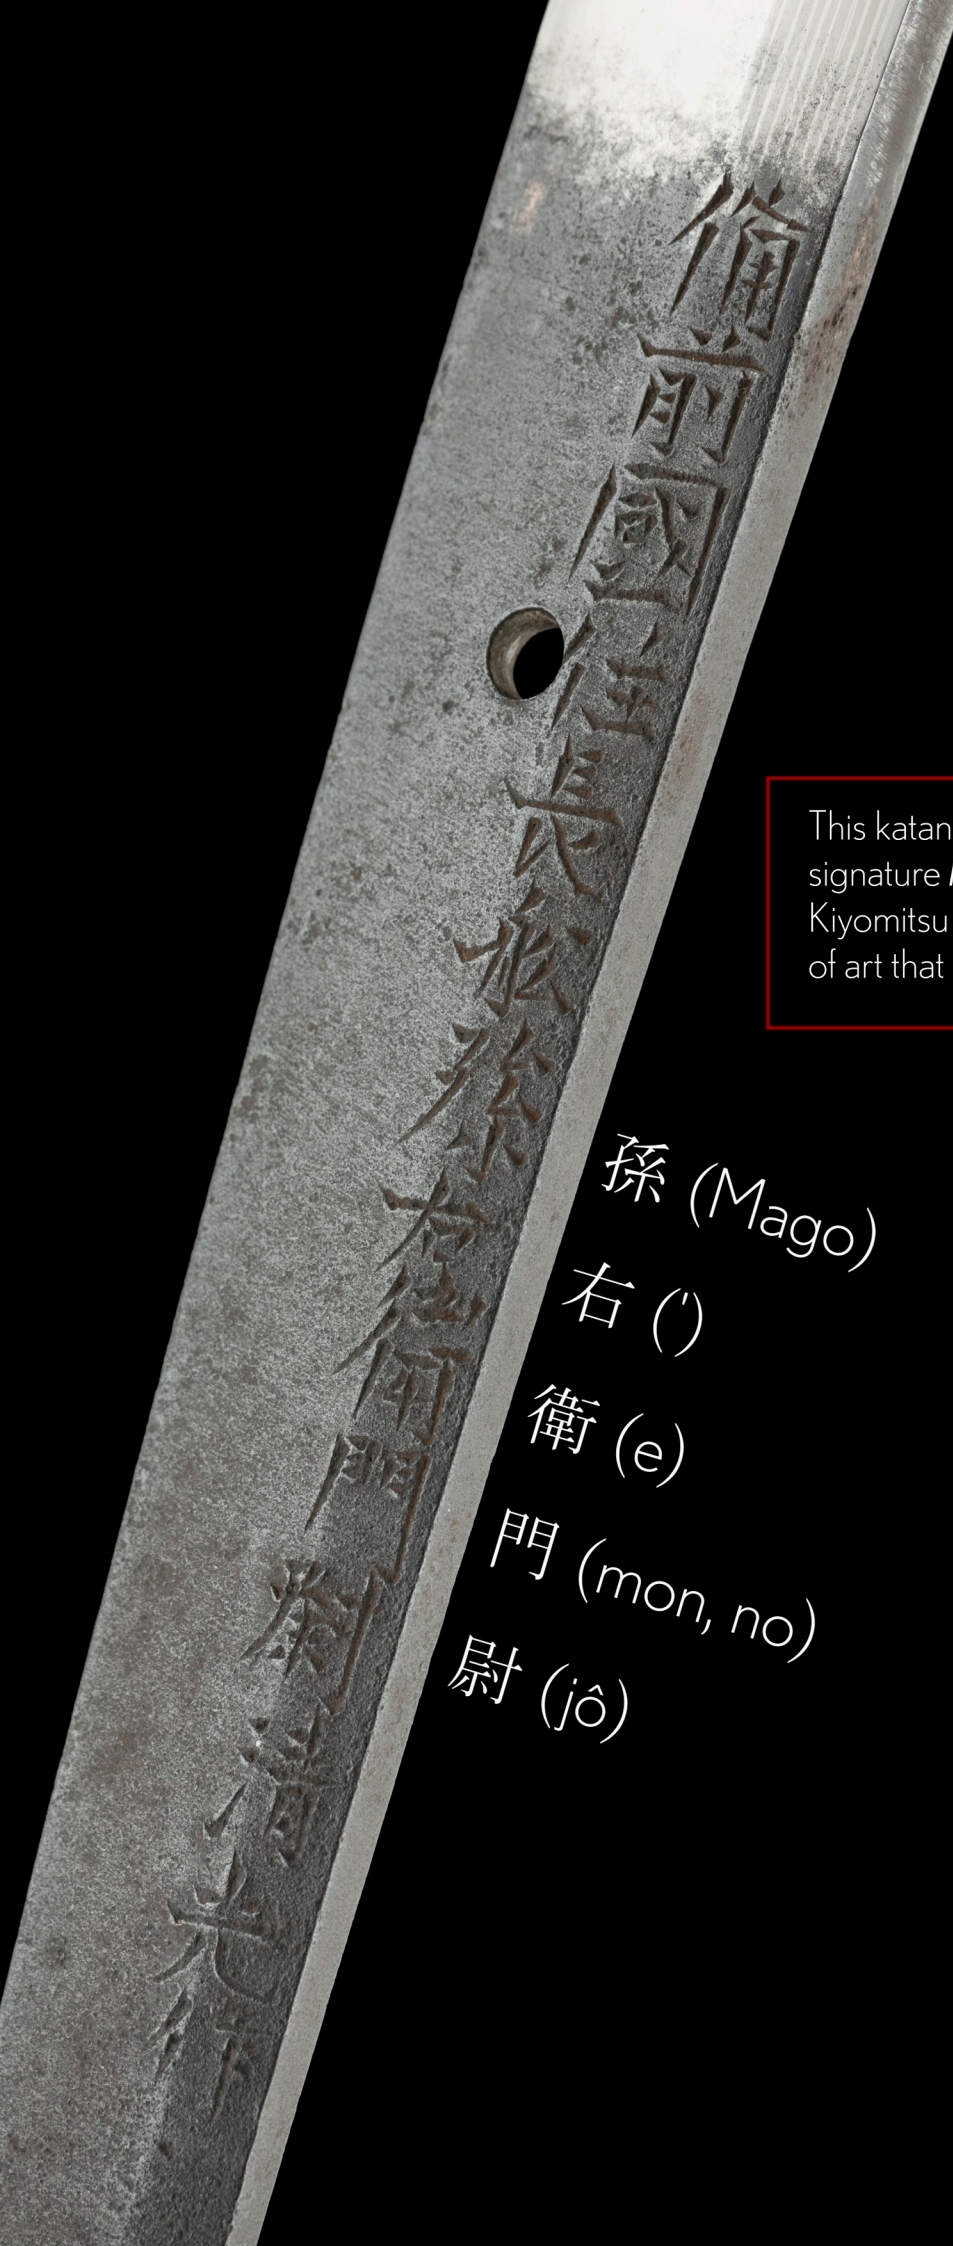 備前國住長舩孫右衛門尉清光作
This katan
signature
Kiyomitsu
of art that
孫 (Mago)
右 (')
衛 (e)
門 (mon, no)
尉 (jô)